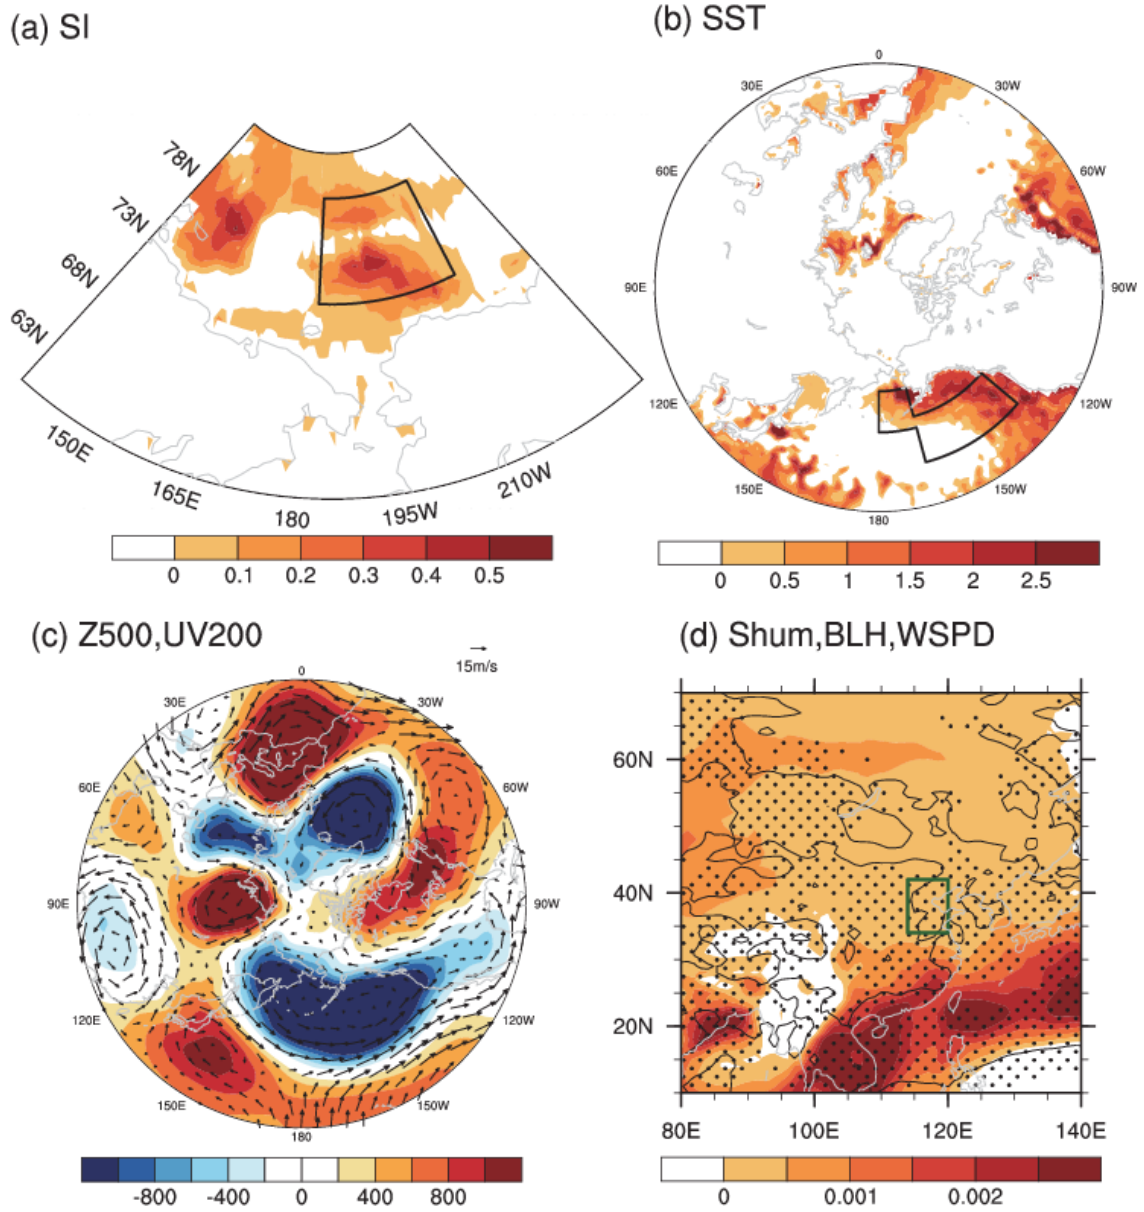 (a) SI
78N
73N
68N
63N
150E
165E
180
195W
210W
0 0.1 0.2 0.3 0.4 0.5
(b) SST
0
30E 30W
60E 60W
90E 90W
120E 120W
150E 150W
180
0 0.5 1 1.5 2 2.5
(c) Z500,UV200
15m/s
0
30E 30W
60E 60W
90E 90W
120E 120W
150E 150W
180
-800 -400 0 400 800
(d) Shum,BLH,WSPD
60N
40N
20N
80E 100E 120E 140E
0 0.001 0.002